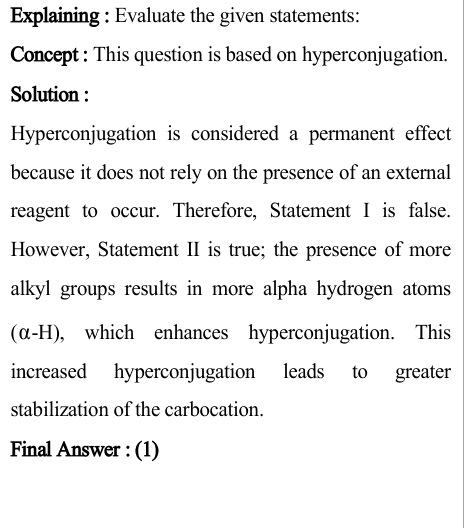 Explaining : Evaluate the given statements:
Concept : This question is based on hyperconjugation.
Solution :
Hyperconjugation is considered a permanent effect
because it does not rely on the presence of an external
reagent to occur. Therefore, Statement I is false.
However, Statement II is true; the presence of more
alkyl groups results in more alpha hydrogen atoms
(α-H), which enhances hyperconjugation. This
increased hyperconjugation leads to greater
stabilization of the carbocation.
Final Answer : (1)